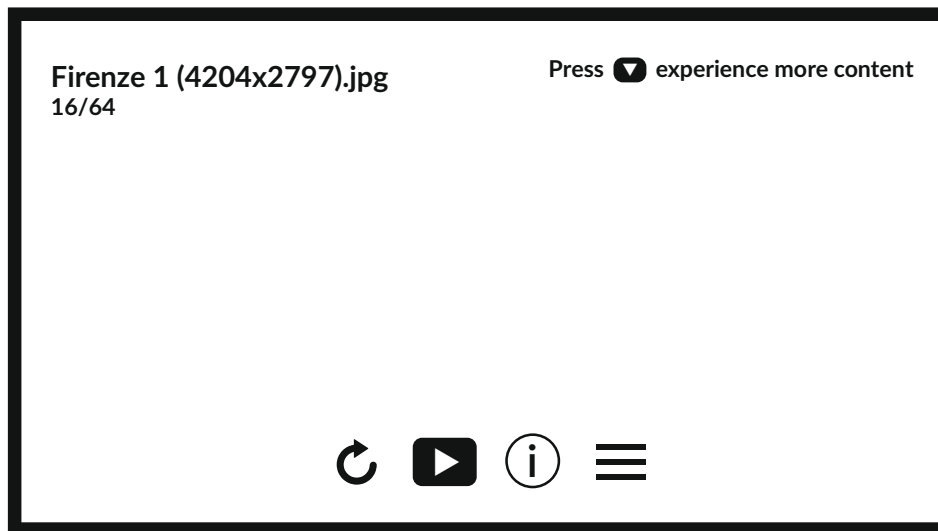 Firenze 1 (4204x2797).jpg
16/64
Press ▼ experience more content
i